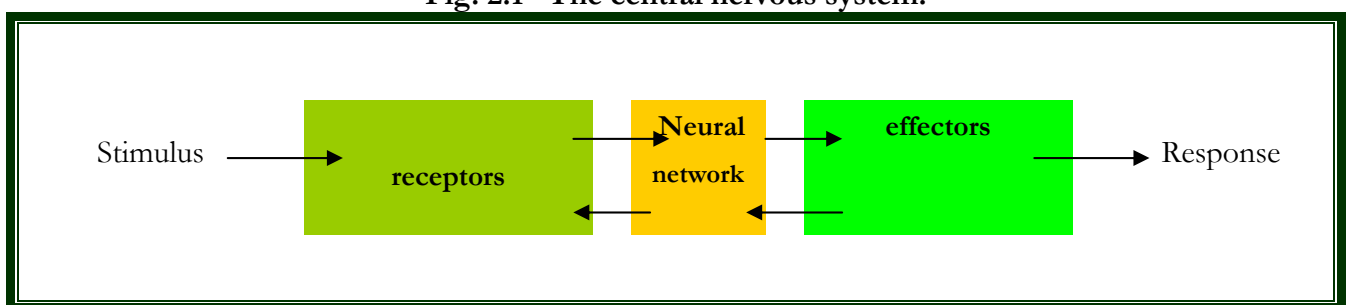 Fig. 2.1 The central nervous system.
Stimulus
receptors
Neural
network
effectors
Response